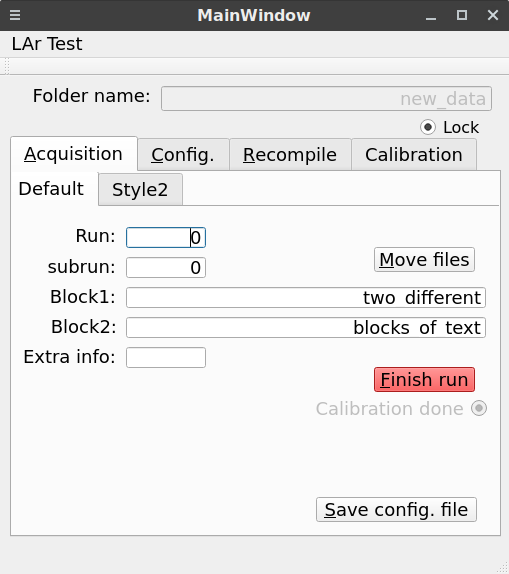 MainWindow
LAr Test
Folder name: new_data
Lock
Acquisition Config. Recompile Calibration
Default Style2
Run: 0
subrun: 0
Move files
Block1: two_different
Block2: blocks_of_text
Extra info:
Finish run
Calibration done
Save config. file